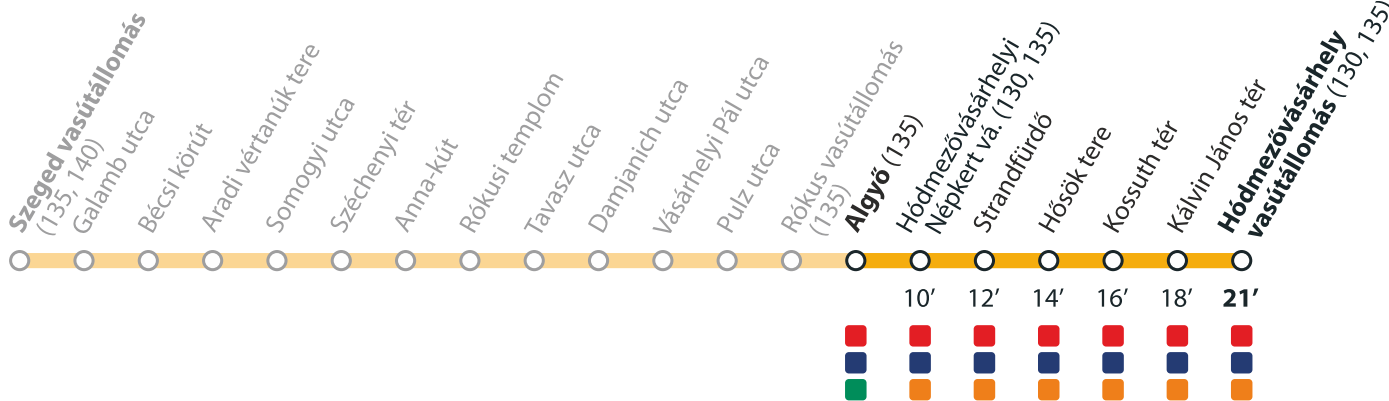 Szeged vasútállomás
(135, 140)
Galamb utca
Bécsi körút
Aradi vértanúk tere
Somogyi utca
Széchenyi tér
Anna-kút
Rókusi templom
Tavasz utca
Damjanich utca
Vásárhelyi Pál utca
Pulz utca
Rókus vasútállomás
(135)
Algyő (135)
Hódmezővásárhelyi
Népkert vá. (130, 135)
Strandfürdő
Hősök tere
Kossuth tér
Kálvin János tér
Hódmezővásárhely
vasútállomás (130, 135)
10’ 12’ 14’ 16’ 18’ 21’